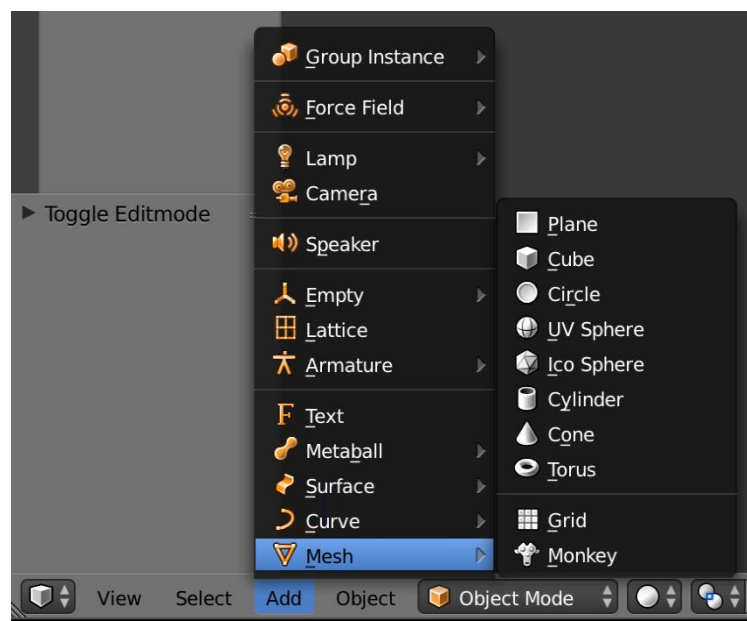 Group Instance
Force Field
Lamp
Camera
Toggle Editmode
Speaker
Empty
Lattice
Armature
Text
Metaball
Surface
Curve
Mesh
Plane
Cube
Circle
UV Sphere
Ico Sphere
Cylinder
Cone
Torus
Grid
Monkey
View Select Add Object Object Mode